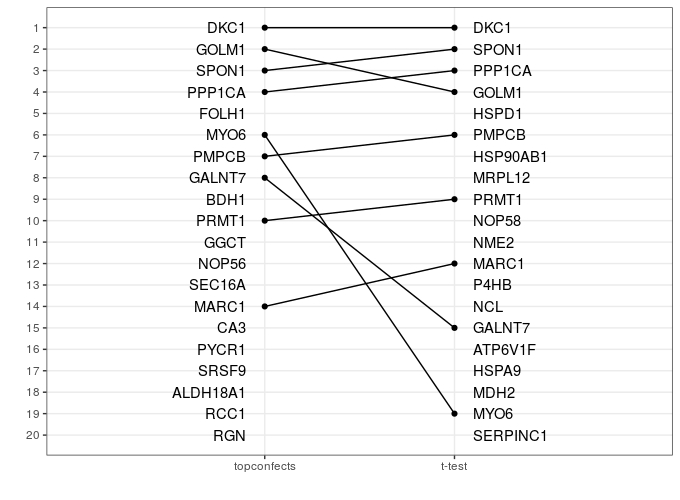 1 DKC1 DKC1
2 GOLM1 SPON1
3 SPON1 PPP1CA
4 PPP1CA GOLM1
5 FOLH1 HSPD1
6 MYO6 PMPCB
7 PMPCB HSP90AB1
8 GALNT7 MRPL12
9 BDH1 PRMT1
10 PRMT1 NOP58
11 GGCT NME2
12 NOP56 MARC1
13 SEC16A P4HB
14 MARC1 NCL
15 CA3 GALNT7
16 PYCR1 ATP6V1F
17 SRSF9 HSPA9
18 ALDH18A1 MDH2
19 RCC1 MYO6
20 RGN SERPINC1
topconfects t-test